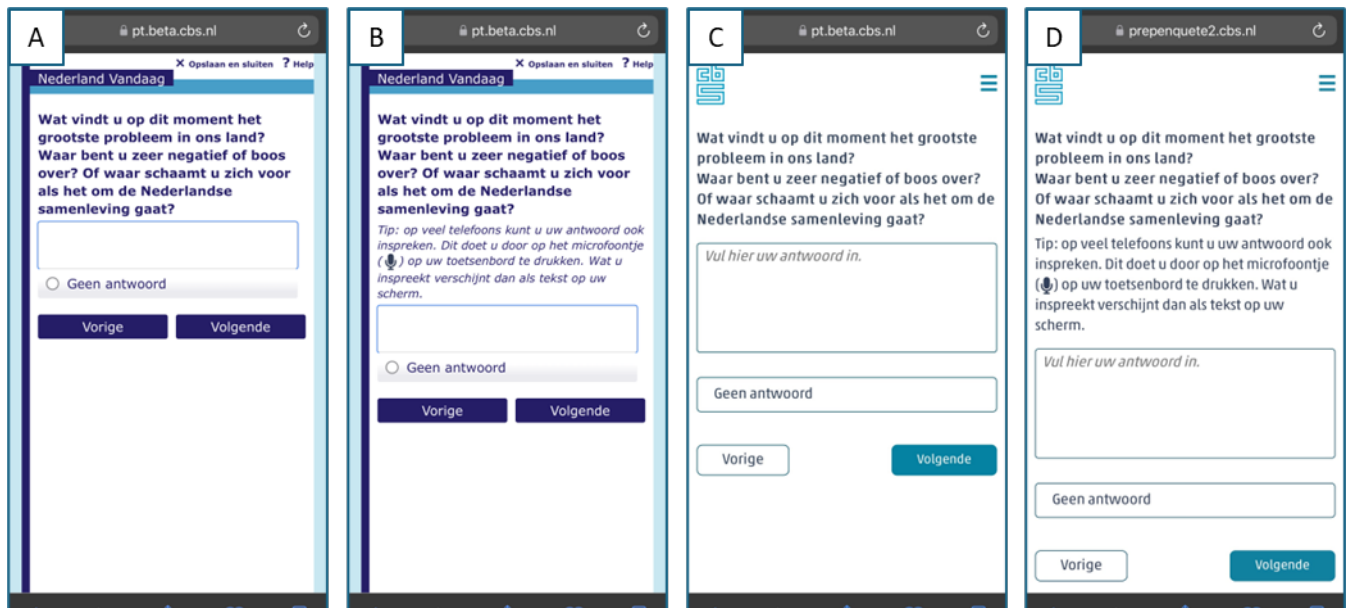 A
pt.beta.cbs.nl
X Opslaan en sluiten ? Help
Nederland Vandaag
Wat vindt u op dit moment het
grootste probleem in ons land?
Waar bent u zeer negatief of boos
over? Of waar schaamt u zich voor
als het om de Nederlandse
samenleving gaat?
Geen antwoord
Vorige Volgende
B
pt.beta.cbs.nl
X Opslaan en sluiten ? Help
Nederland Vandaag
Wat vindt u op dit moment het
grootste probleem in ons land?
Waar bent u zeer negatief of boos
over? Of waar schaamt u zich voor
als het om de Nederlandse
samenleving gaat?
Tip: op veel telefoons kunt u uw antwoord ook
inspreken. Dit doet u door op het microfoontje
( ) op uw toetsenbord te drukken. Wat u
inspreekt verschijnt dan als tekst op uw
scherm.
Geen antwoord
Vorige Volgende
C
pt.beta.cbs.nl
cbs
Wat vindt u op dit moment het grootste
probleem in ons land?
Waar bent u zeer negatief of boos over?
Of waar schaamt u zich voor als het om de
Nederlandse samenleving gaat?
Vul hier uw antwoord in.
Geen antwoord
Vorige Volgende
D
prepenquete2.cbs.nl
cbs
Wat vindt u op dit moment het grootste
probleem in ons land?
Waar bent u zeer negatief of boos over?
Of waar schaamt u zich voor als het om de
Nederlandse samenleving gaat?
Tip: op veel telefoons kunt u uw antwoord ook
inspreken. Dit doet u door op het microfoontje
( ) op uw toetsenbord te drukken. Wat u
inspreekt verschijnt dan als tekst op uw
scherm.
Vul hier uw antwoord in.
Geen antwoord
Vorige Volgende